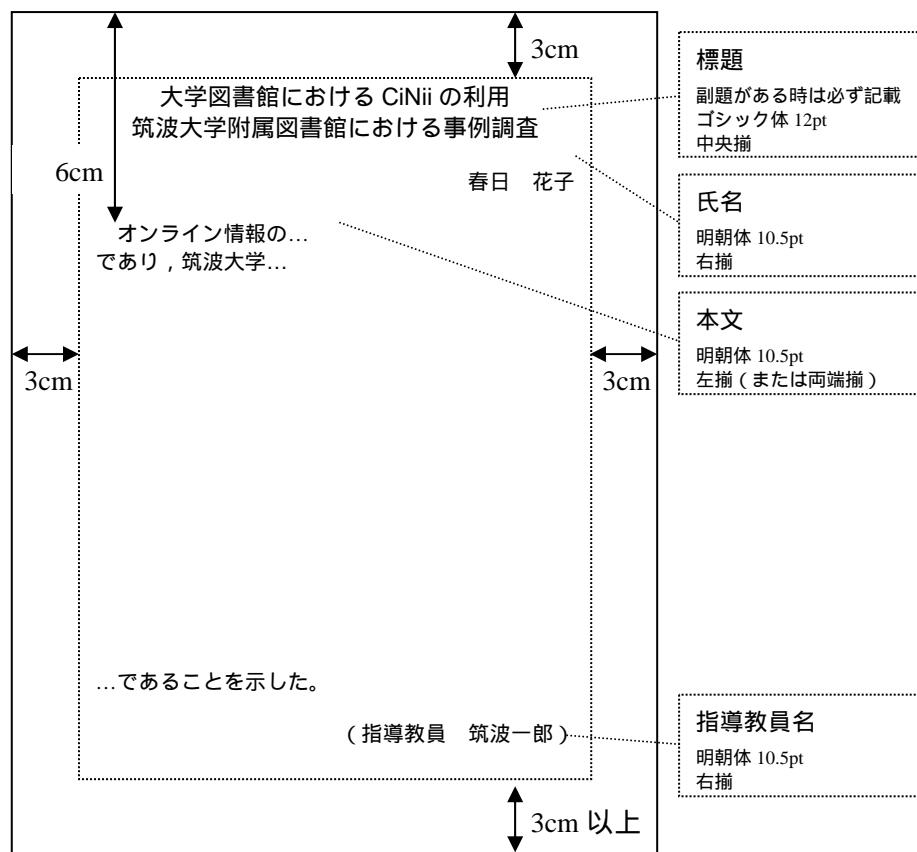 3cm
大学図書館における CiNii の利用
筑波大学附属図書館における事例調査
6cm
春日　花子
オンライン情報の…
であり , 筑波大学…
3cm
3cm
…であることを示した。
( 指導教員　筑波一郎 )
3cm 以上
標題
副題がある時は必ず記載
ゴシック体 12pt
中央揃
氏名
明朝体 10.5pt
右揃
本文
明朝体 10.5pt
左揃 ( または両端揃 )
指導教員名
明朝体 10.5pt
右揃